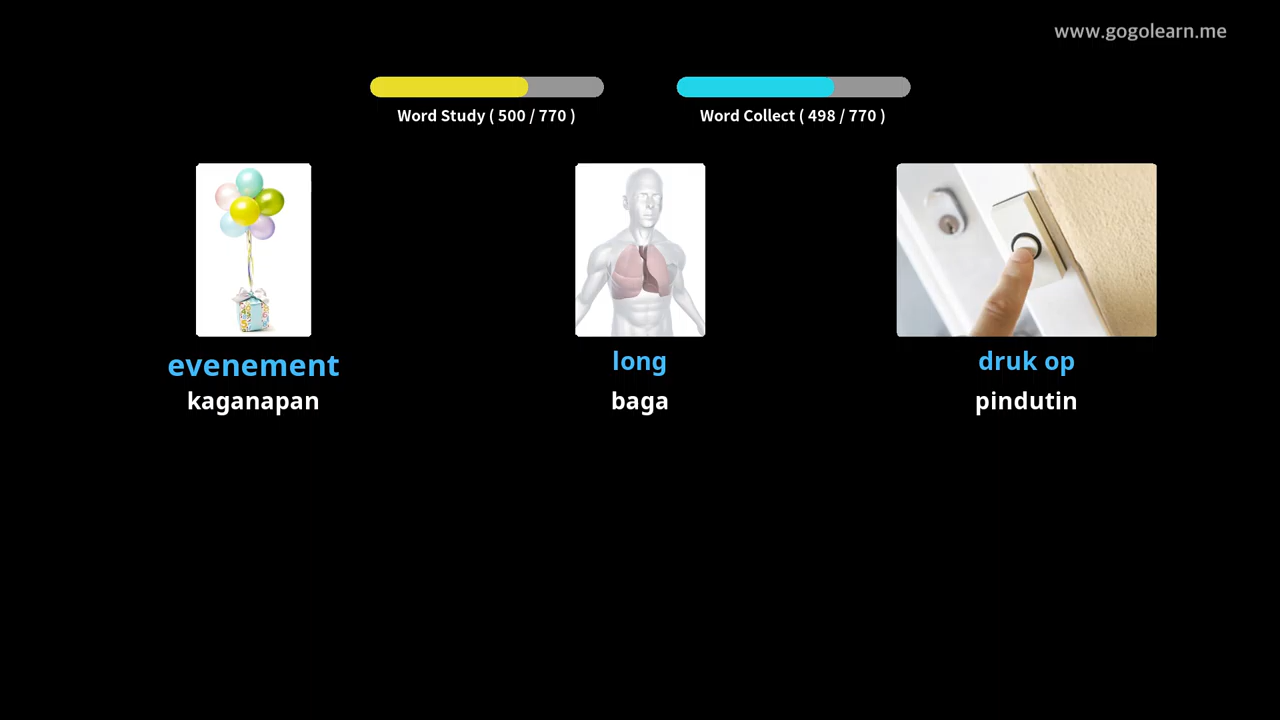 www.gogolearn.me
Word Study ( 500 / 770 )
Word Collect ( 498 / 770 )
evenement
kaganapan
long
baga
druk op
pindutin